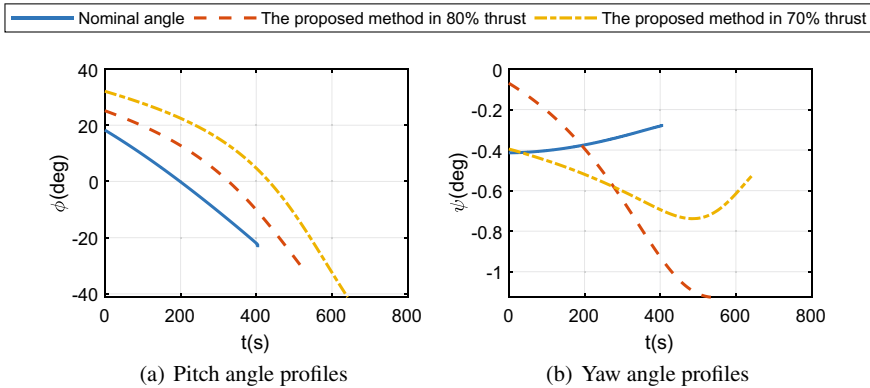 Nominal angle The proposed method in 80% thrust The proposed method in 70% thrust
40
20
0
-20
-40
ϕ(deg)
0 200 400 600 800
t(s)
(a) Pitch angle profiles
0
-0.2
-0.4
-0.6
-0.8
-1
ψ(deg)
0 200 400 600 800
t(s)
(b) Yaw angle profiles